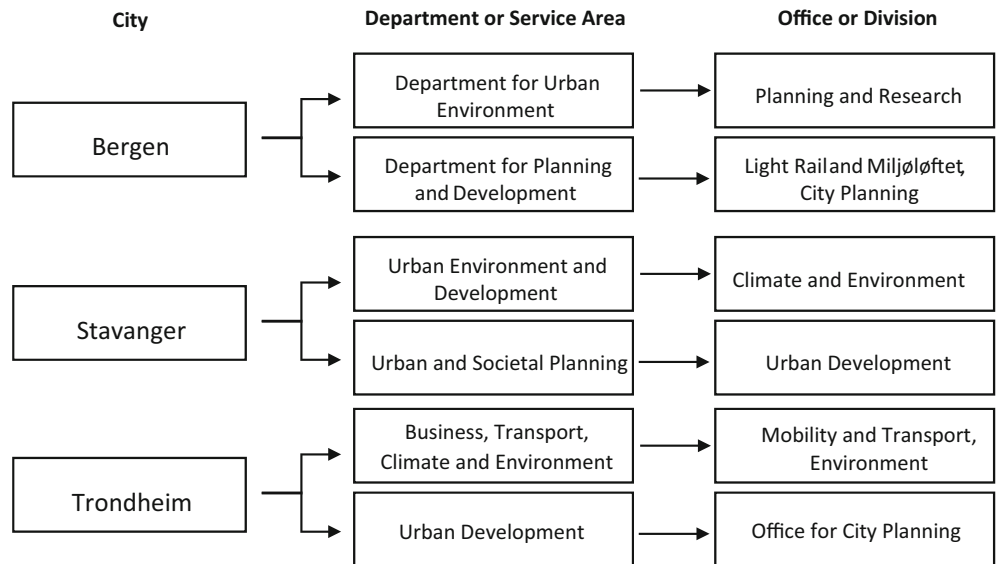 City
Department or Service Area
Office or Division
Bergen
Department for Urban
Environment
Planning and Research
Department for Planning
and Development
Light Rail and Miljøløftet,
City Planning
Stavanger
Urban Environment and
Development
Climate and Environment
Urban and Societal Planning
Urban Development
Trondheim
Business, Transport,
Climate and Environment
Mobility and Transport,
Environment
Urban Development
Office for City Planning